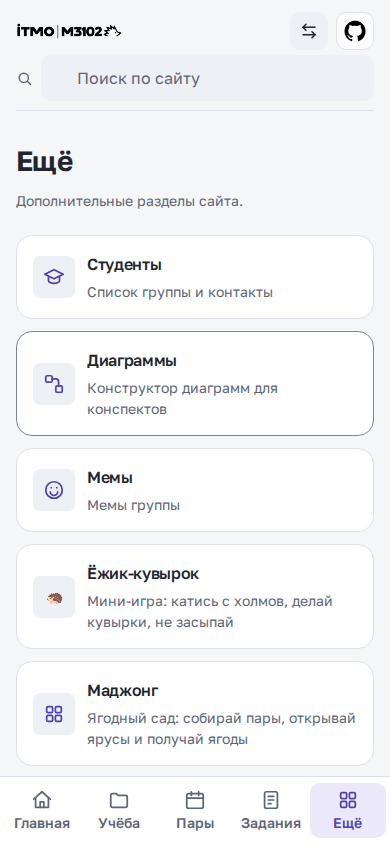 iTMO | M3102
Поиск по сайту
Ещё
Дополнительные разделы сайта.
Студенты
Список группы и контакты
Диаграммы
Конструктор диаграмм для
конспектов
Мемы
Мемы группы
Ёжик-кувырок
Мини-игра: катись с холмов, делай
кувырки, не засыпай
Маджонг
Ягодный сад: собирай пары, открывай
ярусы и получай ягоды
Главная Учёба Пары Задания Ещё